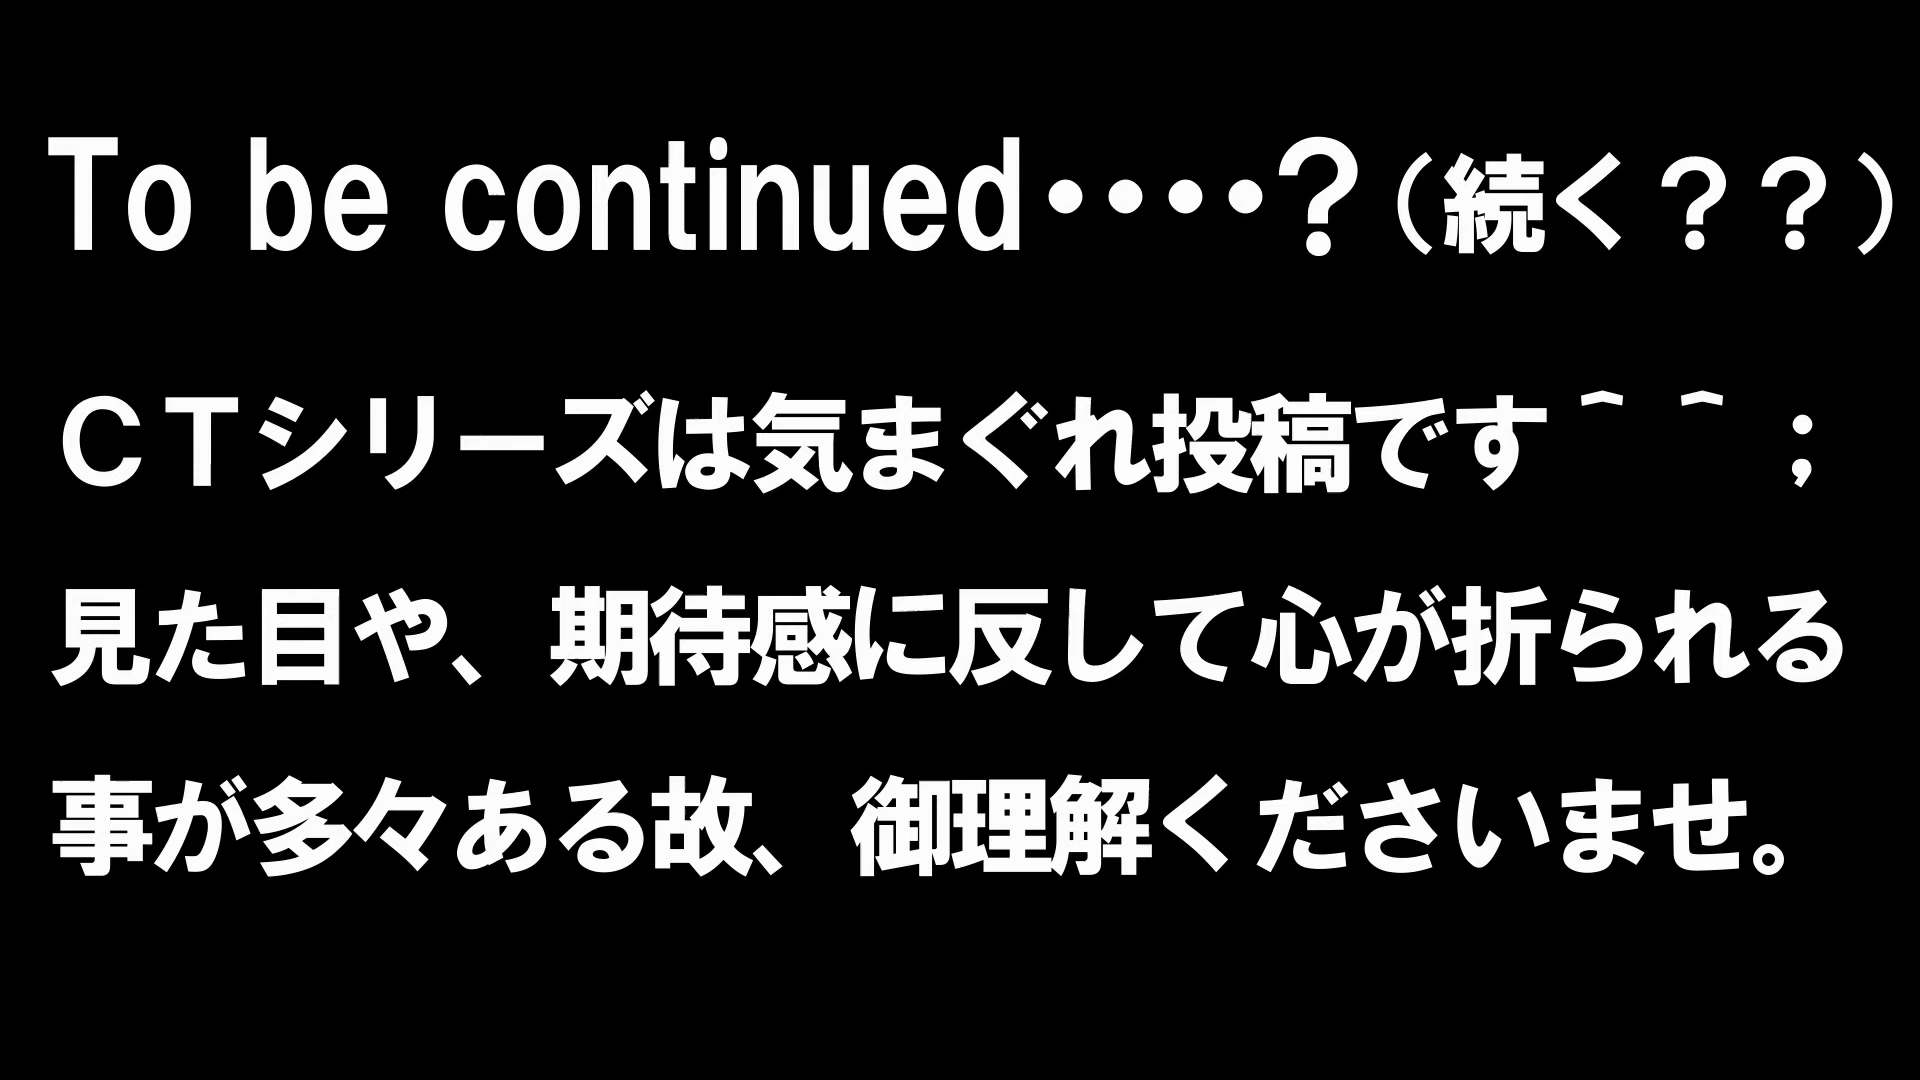 To be continued・・・・？（続く？？）
ＣＴシリーズは気まぐれ投稿です＾＾；
見た目や、期待感に反して心が折られる
事が多々ある故、御理解くださいませ。